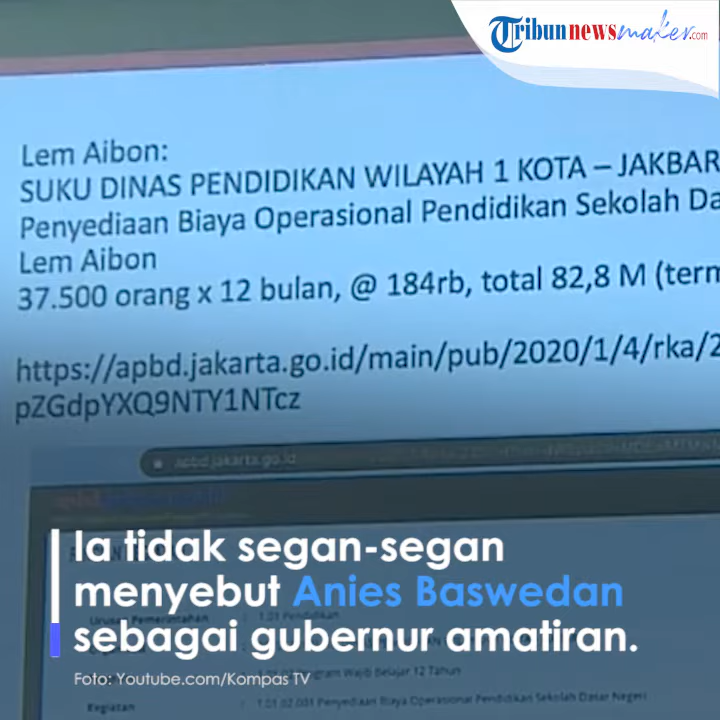 Tribunnewsmaker.com
Lem Aibon:
SUKU DINAS PENDIDIKAN WILAYAH 1 KOTA – JAKBAR
Penyediaan Biaya Operasional Pendidikan Sekolah Da
Lem Aibon
37.500 orang x 12 bulan, @ 184rb, total 82,8 M (term
https://apbd.jakarta.go.id/main/pub/2020/1/4/rka/2
pZGdpYXQ9NTY1NTcz
apbd.jakarta.go.id
Ia tidak segan-segan
menyebut Anies Baswedan
Urusan Pemerintahan : 1.01 Pendidikan
sebagai gubernur amatiran.
Program Wajib Belajar 12 Tahun
Foto: Youtube.com/Kompas TV
Kegiatan : 1.01.02.001 Penyediaan Biaya Operasional Pendidikan Sekolah Dasar Negeri